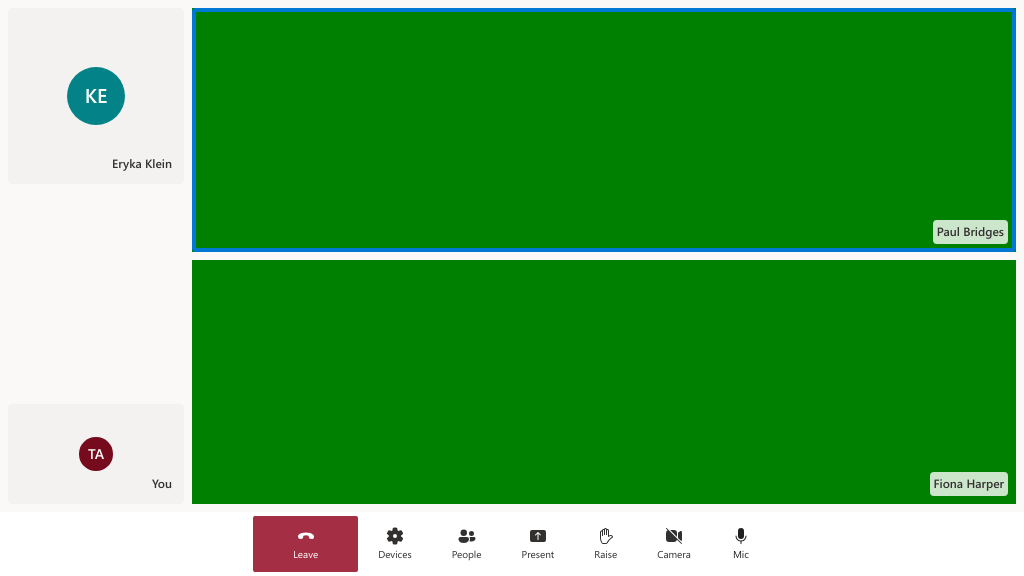 KE
Eryka Klein
Paul Bridges
TA
You
Fiona Harper
Leave
Devices
People
Present
Raise
Camera
Mic